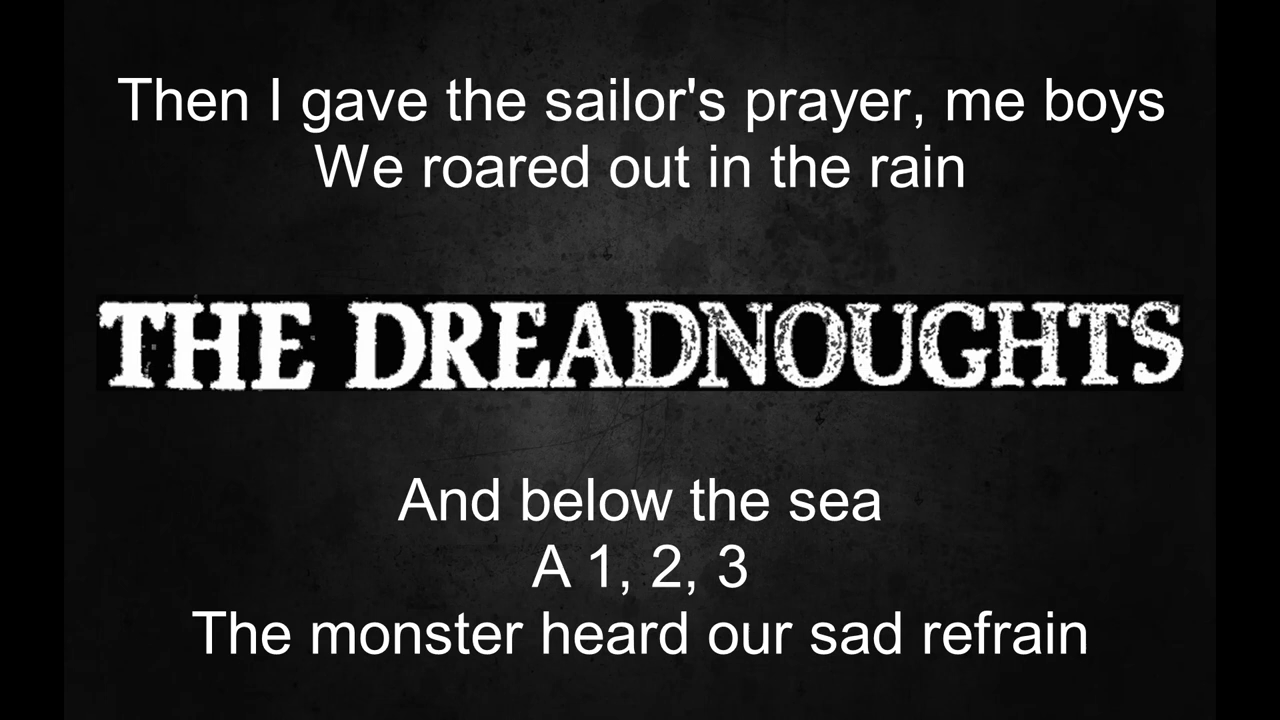 Then I gave the sailor's prayer, me boys
We roared out in the rain
THE DREADNOUGHTS
And below the sea
A 1, 2, 3
The monster heard our sad refrain